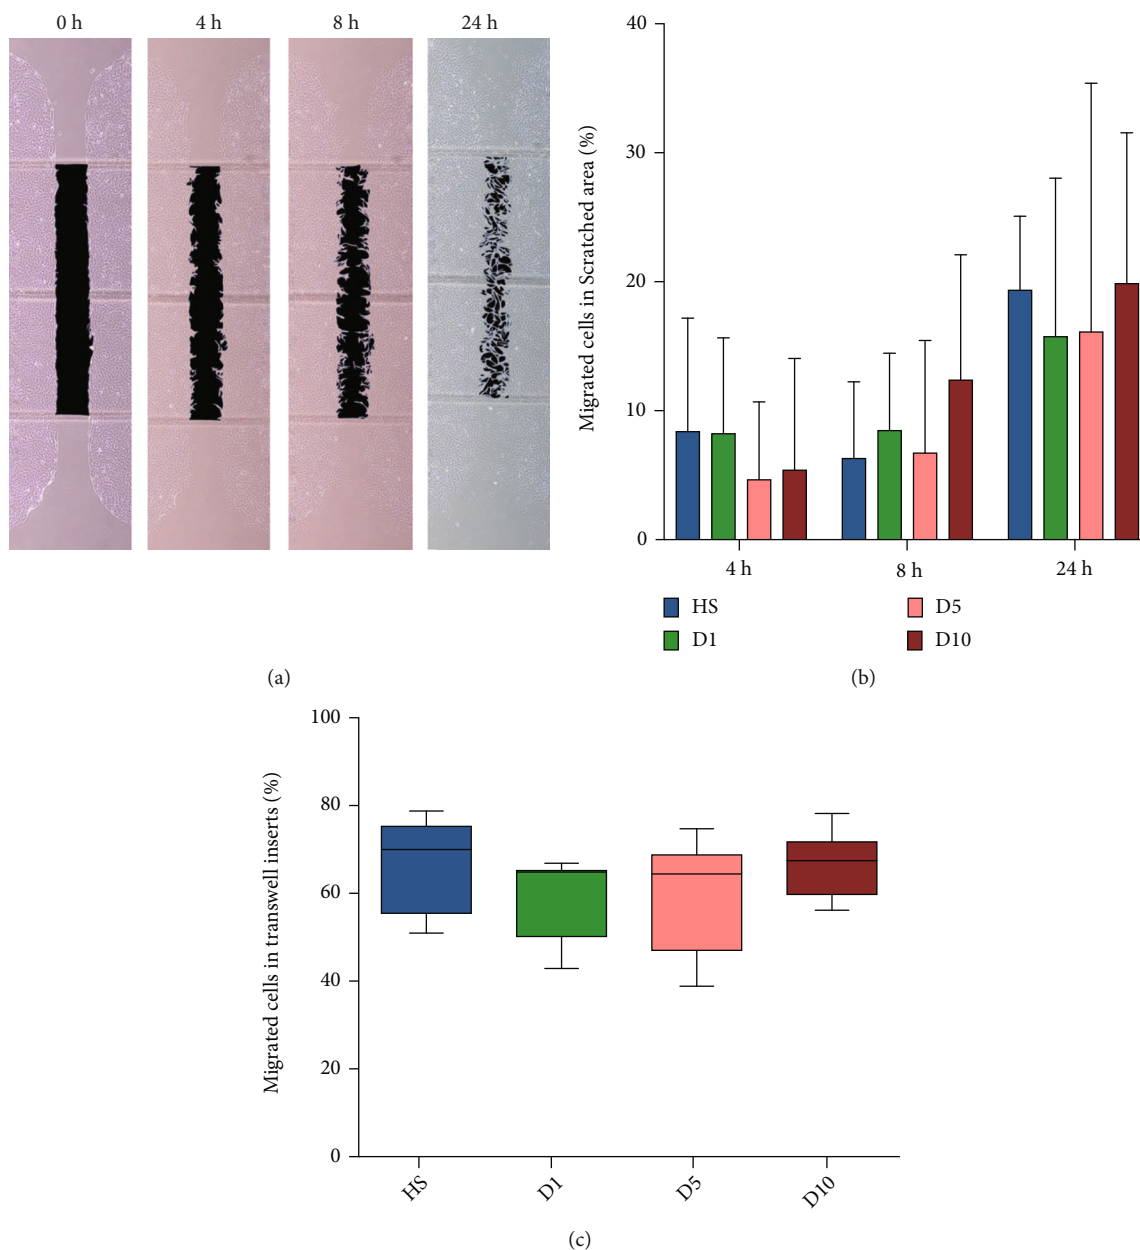 0 h 4 h 8 h 24 h
(a)
Migrated cells in Scratched area (%)
40
30
20
10
0
4 h 8 h 24 h
HS D5
D1 D10
(b)
Migrated cells in transwell inserts (%)
100
80
60
40
20
0
HS D1 D5 D10
(c)